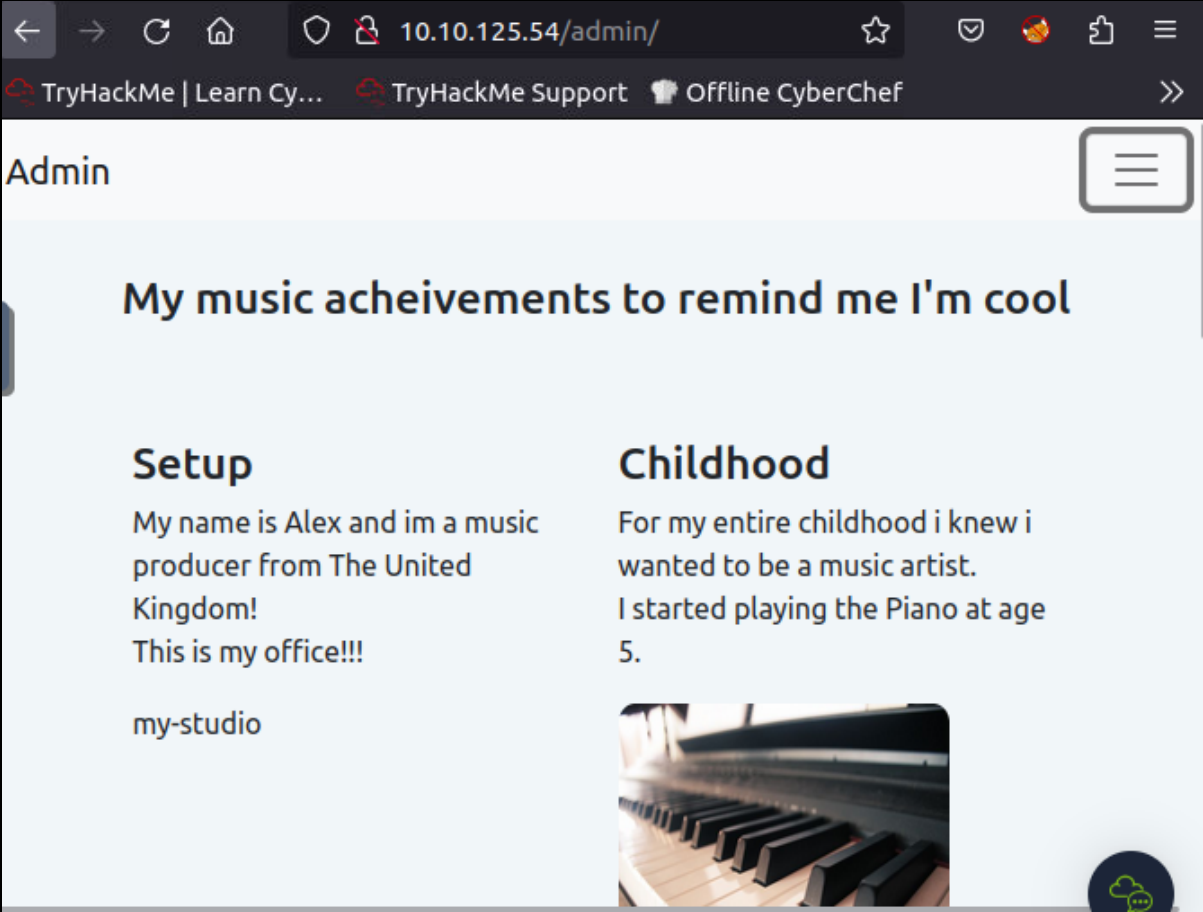 10.10.125.54/admin/
TryHackMe | Learn Cy...
TryHackMe Support
Offline CyberChef
Admin
My music acheivements to remind me I'm cool
Setup
My name is Alex and im a music
producer from The United
Kingdom!
This is my office!!!
my-studio
Childhood
For my entire childhood i knew i
wanted to be a music artist.
I started playing the Piano at age
5.